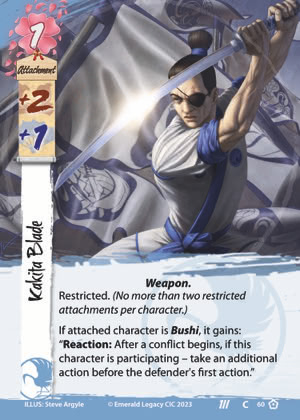 1
Attachment
+2
+1
Kakita Blade
Weapon.
Restricted. (No more than two restricted
attachments per character.)
If attached character is Bushi, it gains:
"Reaction: After a conflict begins, if this
character is participating – take an additional
action before the defender's first action."
ILLUS: Steve Argyle © Emerald Legacy CIC 2023 C 60